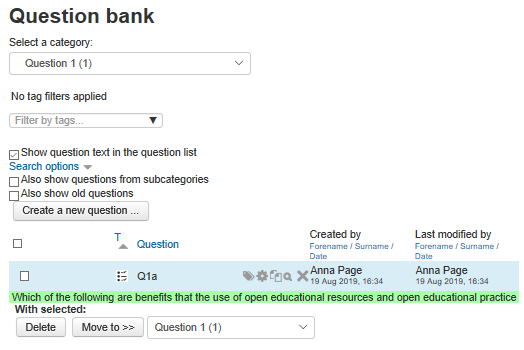 Question bank
Select a category:
Question 1 (1)
No tag filters applied
Filter by tags...
Show question text in the question list
Search options
Also show questions from subcategories
Also show old questions
Create a new question ...
T Question Created by Last modified by
Forename / Surname / Date Forename / Surname / Date
Q1a Anna Page Anna Page
19 Aug 2019, 16:34 19 Aug 2019, 16:34
Which of the following are benefits that the use of open educational resources and open educational practice
With selected:
Delete Move to >> Question 1 (1)